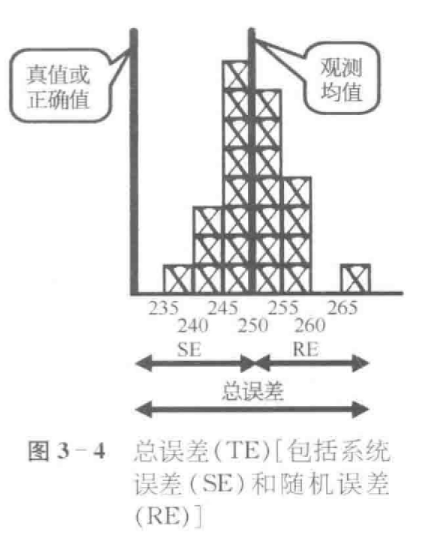 真值或
正确值
观测
均值
235 245 255 265
240 250 260
SE RE
总误差
图 3-4 总误差(TE)[包括系统
误差(SE)和随机误差
(RE)]